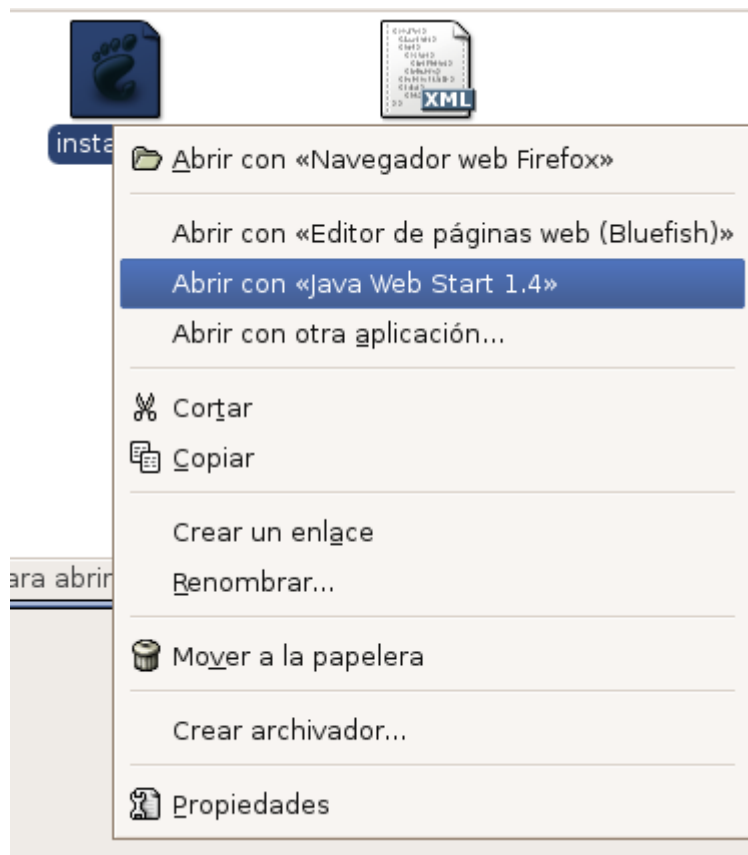 XML
insta
Abrir con «Navegador web Firefox»
Abrir con «Editor de páginas web (Bluefish)»
Abrir con «Java Web Start 1.4»
Abrir con otra aplicación...
Cortar
Copiar
Crear un enlace
ara abrir
Renombrar...
Mover a la papelera
Crear archivador...
Propiedades